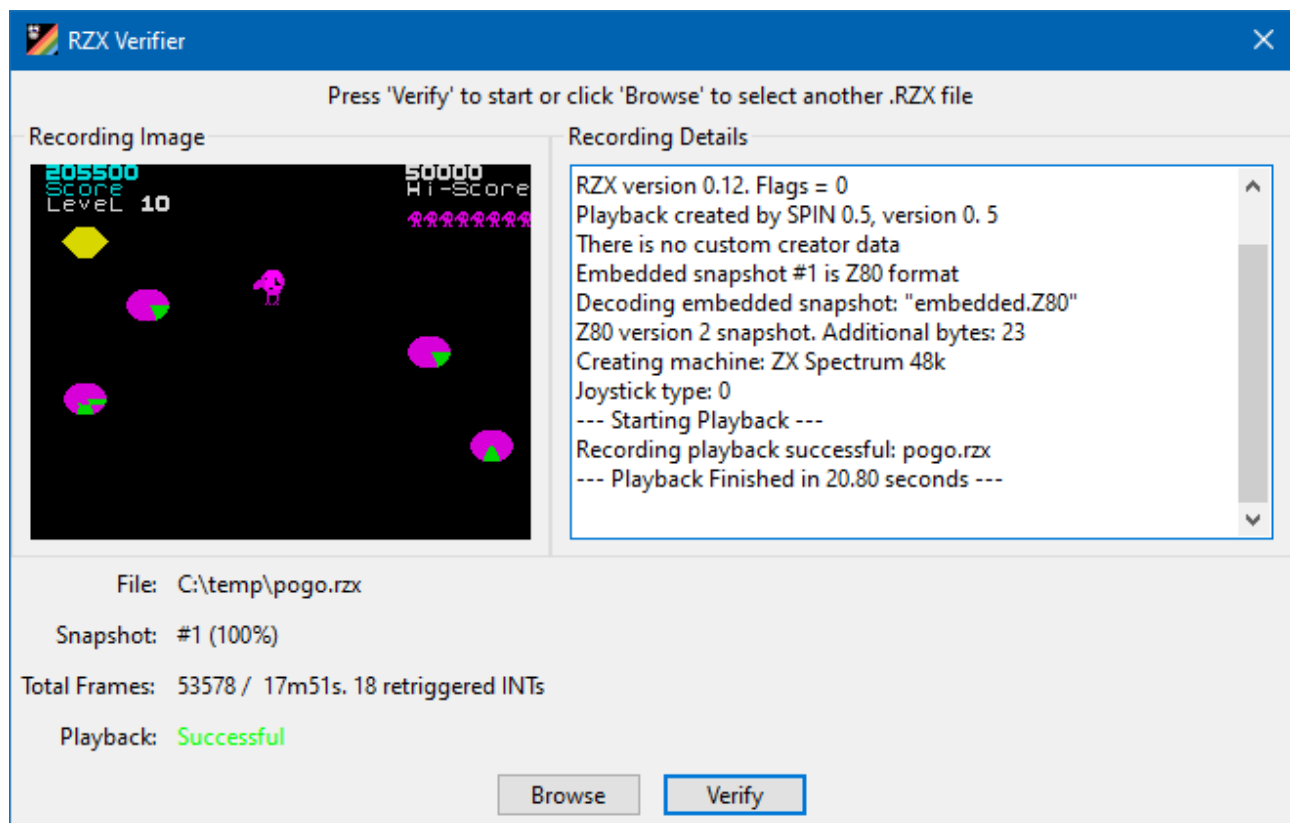 RZX Verifier
Press 'Verify' to start or click 'Browse' to select another .RZX file
Recording Image
205500
Score
LeveL 10
50000
Hi-Score
Recording Details
RZX version 0.12. Flags = 0
Playback created by SPIN 0.5, version 0. 5
There is no custom creator data
Embedded snapshot #1 is Z80 format
Decoding embedded snapshot: "embedded.Z80"
Z80 version 2 snapshot. Additional bytes: 23
Creating machine: ZX Spectrum 48k
Joystick type: 0
--- Starting Playback ---
Recording playback successful: pogo.rzx
--- Playback Finished in 20.80 seconds ---
File: C:\temp\pogo.rzx
Snapshot: #1 (100%)
Total Frames: 53578 / 17m51s. 18 retriggered INTs
Playback: Successful
Browse
Verify